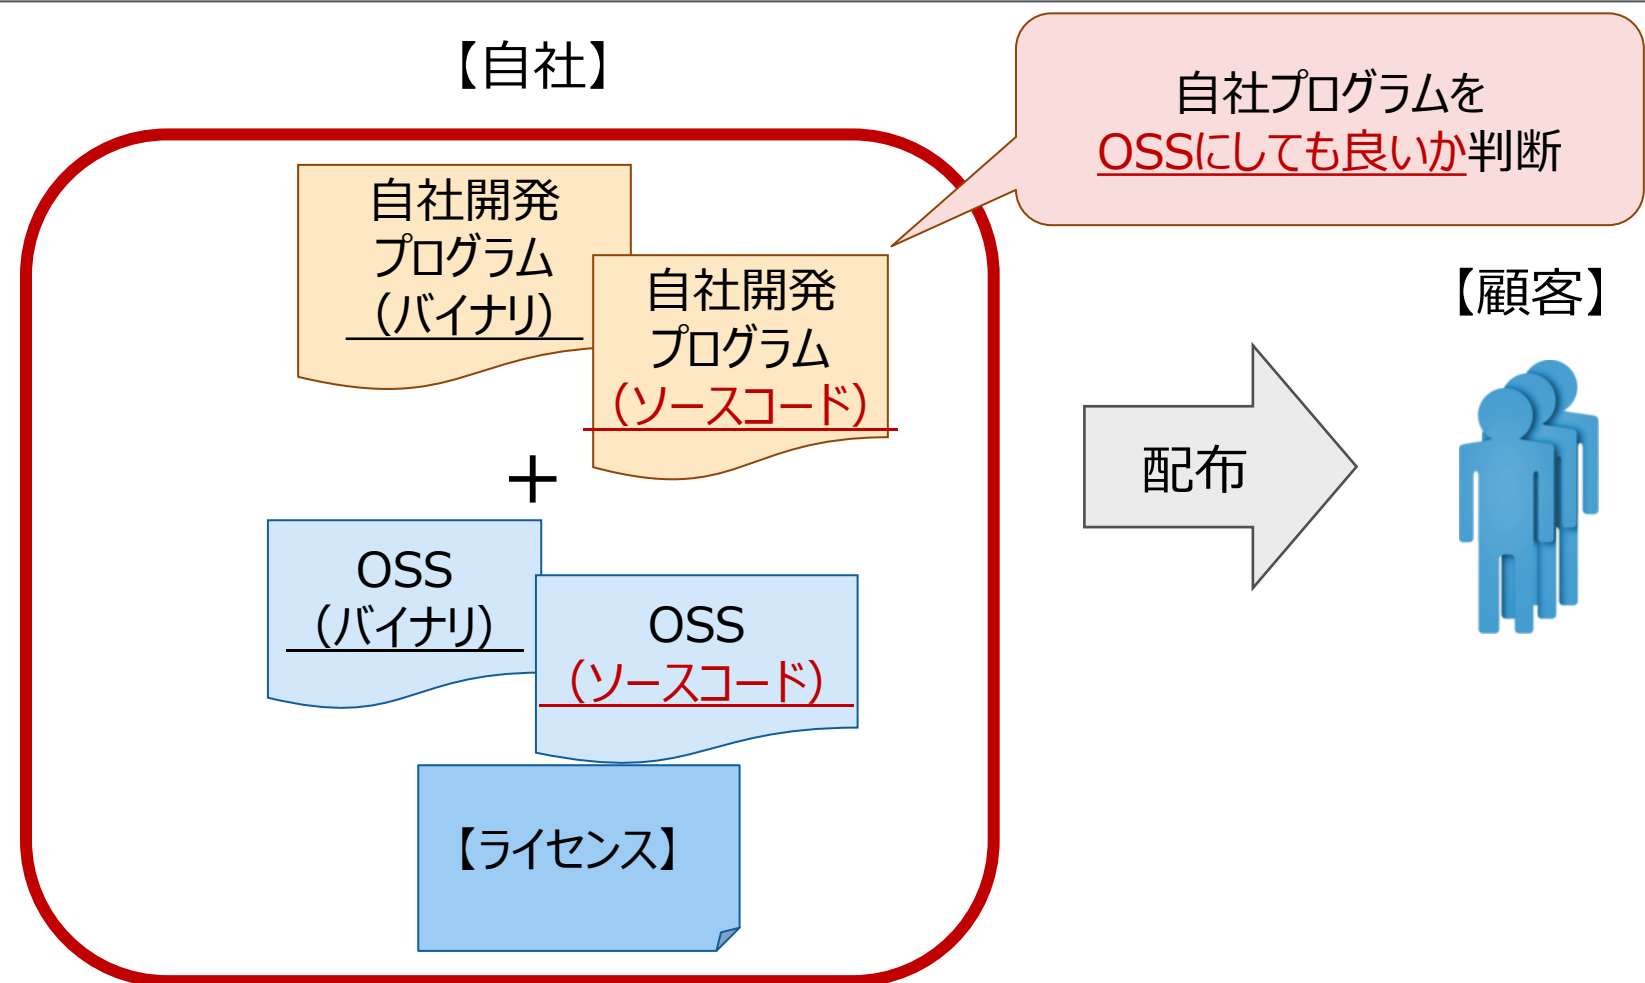 【自社】
自社プログラムを
OSSにしても良いか判断
自社開発
プログラム
（バイナリ）
自社開発
プログラム
（ソースコード）
【顧客】
＋
配布
OSS
（バイナリ）
OSS
（ソースコード）
【ライセンス】